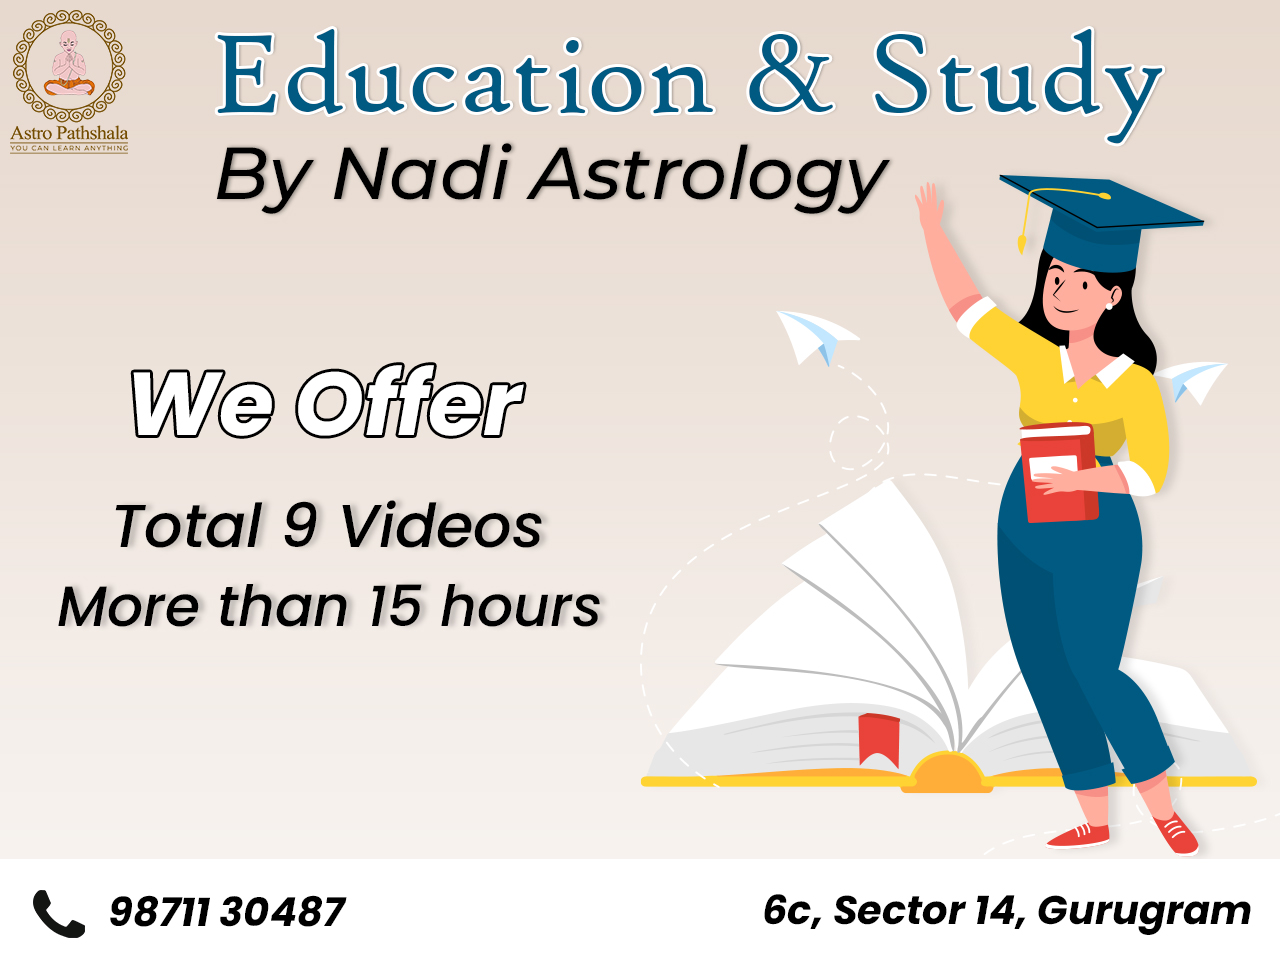 Astro Pathshala
YOU CAN LEARN ANYTHING
Education & Study
By Nadi Astrology
We Offer
Total 9 Videos
More than 15 hours
98711 30487
6c, Sector 14, Gurugram